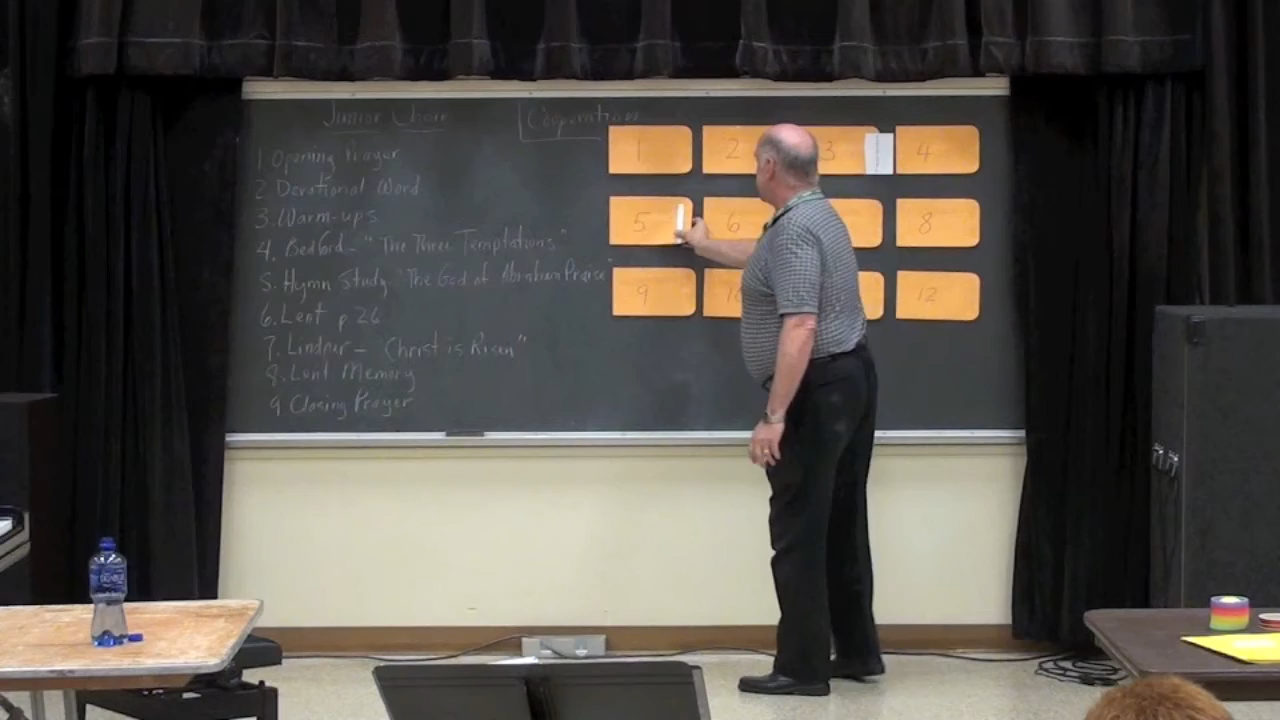 Junior Choir
Cooperation
1 Opening Prayer
2 Devotional Word
3. Warm-ups
4. Bedford - "The Three Temptations"
5. Hymn Study "The God of Abraham Praise"
6. Lent p 26
7. Lindner - "Christ is Risen"
8. Lent Memory
9 Closing Prayer
1 2 3 4
5 6 8
9 12